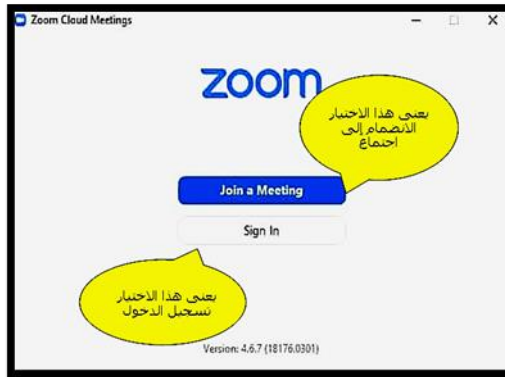 Zoom Cloud Meetings
zoom
يعنى هذا الاختيار
الانضمام إلى
اجتماع
Join a Meeting
Sign In
يعنى هذا الاختيار
تسجيل الدخول
Version: 4.6.7 (18176.0301)